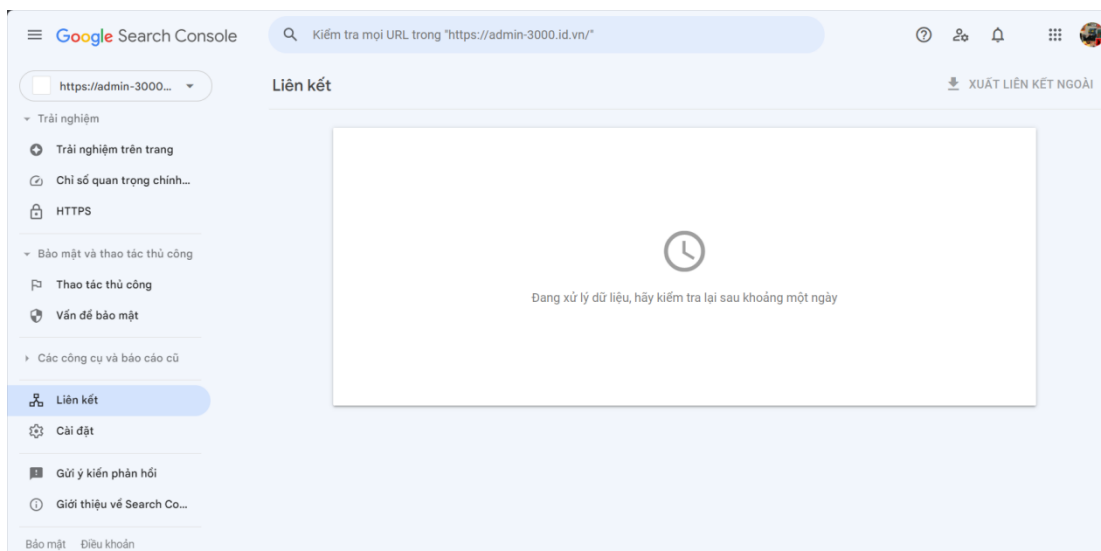 Google Search Console
Kiểm tra mọi URL trong "https://admin-3000.id.vn/"
https://admin-3000...
Liên kết
XUẤT LIÊN KẾT NGOÀI
Trải nghiệm
Trải nghiệm trên trang
Chỉ số quan trọng chính...
HTTPS
Bảo mật và thao tác thủ công
Thao tác thủ công
Vấn đề bảo mật
Các công cụ và báo cáo cũ
Liên kết
Cài đặt
Gửi ý kiến phản hồi
Giới thiệu về Search Co...
Bảo mật Điều khoản
Đang xử lý dữ liệu, hãy kiểm tra lại sau khoảng một ngày